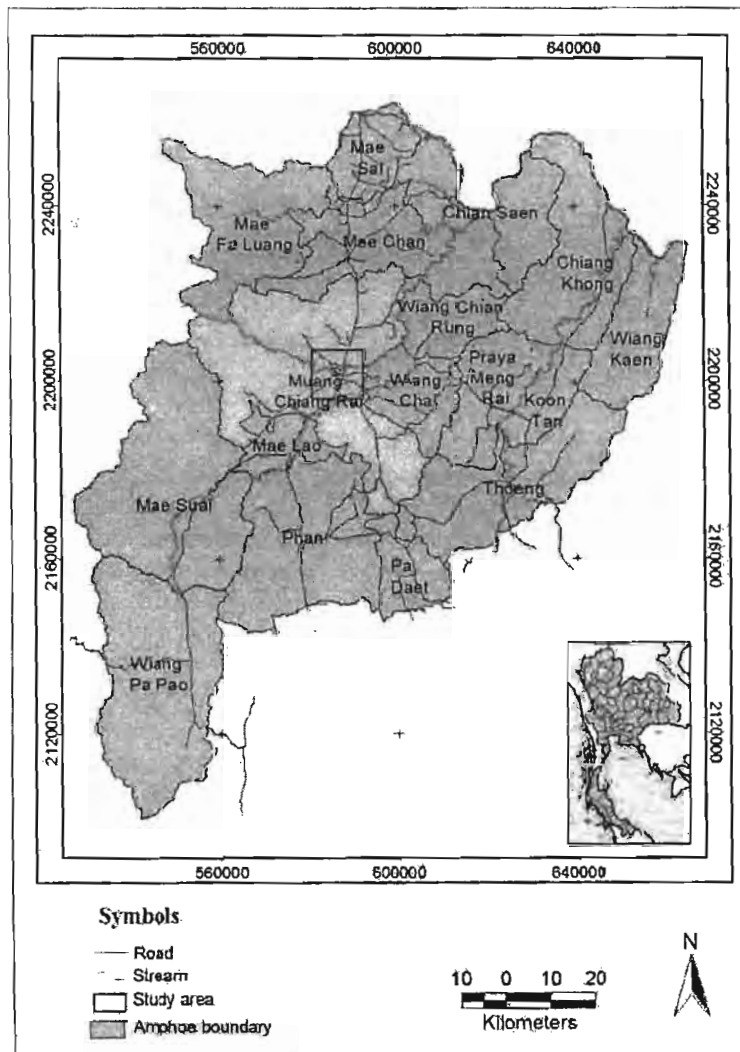 560000 600000 640000
Mae
Sai
2240000
2240000
Mae
Fa Luang
Chian Saen
Mae Chan
Chiang
Khong
Wiang Chian
Rung
Wiang
Kaen
2200000
2200000
Muang
Chiang Rai
Wiang
Chai
Praya
Meng
Rai
Koon
Tan
Mae Lao
Mae Suai
Thoeng
2160000
2160000
Phan
Pa
Daet
Wiang
Pa Pao
2120000
2120000
560000 600000 640000
Symbols
Road
Stream
Study area
Amphoe boundary
10 0 10 20
Kilometers
N